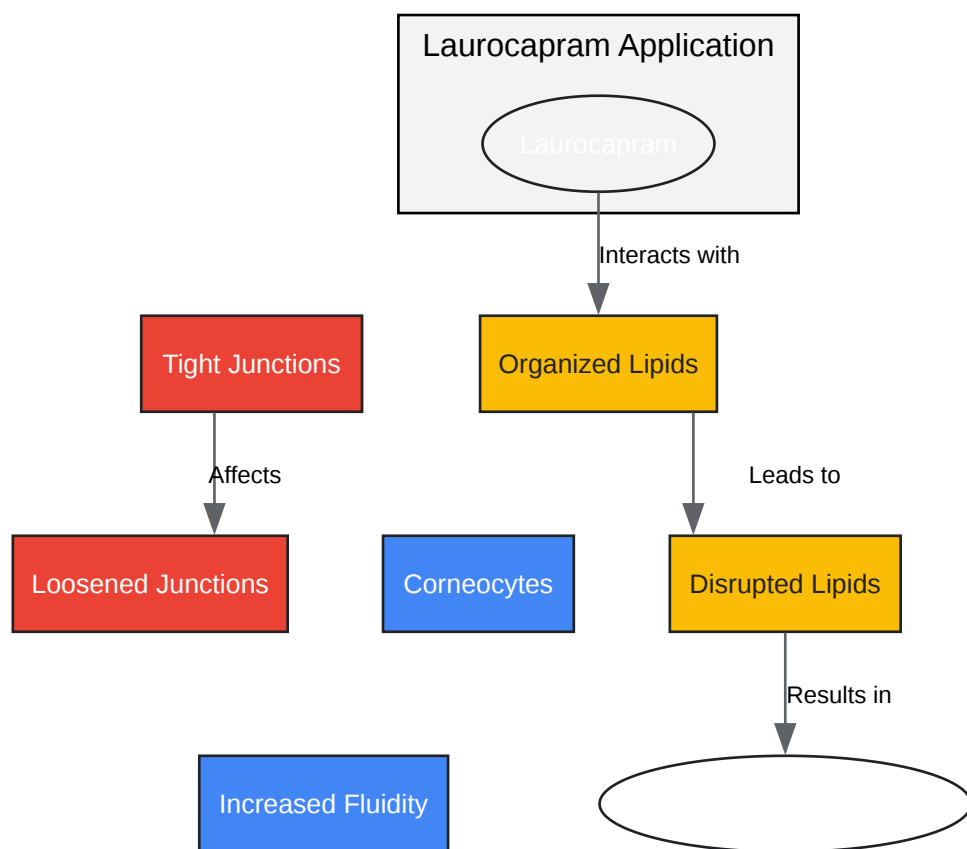 Laurocapram Application
Laurocapram
Interacts with
Tight Junctions
Organized Lipids
Affects
Leads to
Loosened Junctions
Corneocytes
Disrupted Lipids
Results in
Increased Fluidity